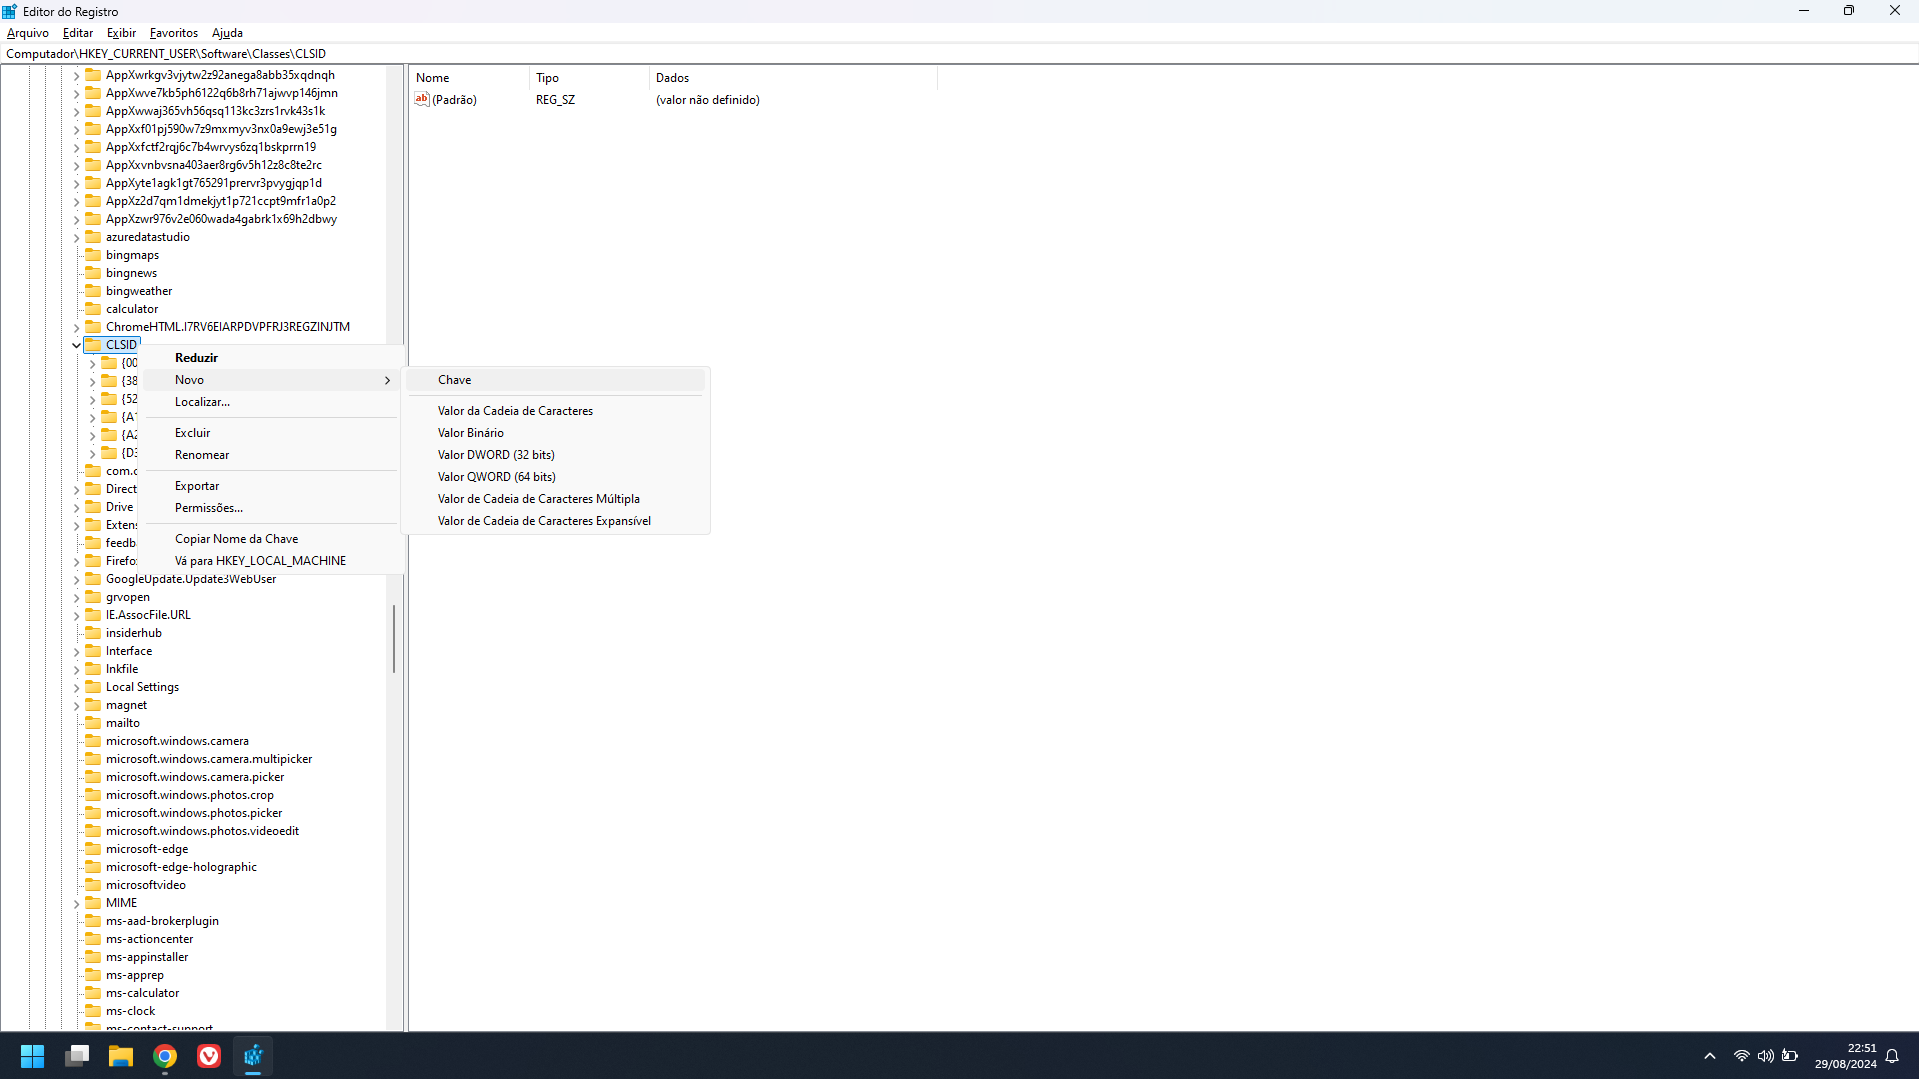 Editor do Registro
Arquivo Editar Exibir Favoritos Ajuda
Computador\HKEY_CURRENT_USER\Software\Classes\CLSID
AppXwrkgv3vjytw2z92anega8abb35xqdnqh
AppXwve7kb5ph6122q6b8rh71ajwvp146jmn
AppXwwaj365vh56qsq113kc3zrs1rvk43s1k
AppXxf01pj590w7z9mxmyv3nx0a9ewj3e51g
AppXxfctf2rqj6c7b4wrvys6zq1bskprrn19
AppXxvnbvsna403aer8rg6v5h12z8c8te2rc
AppXyte1agk1gt765291prervr3pvygjqp1d
AppXz2d7qm1dmekjyt1p721ccpt9mfr1a0p2
AppXzwr976v2e060wada4gabrk1x69h2dbwy
azuredatastudio
bingmaps
bingnews
bingweather
calculator
ChromeHTML.I7RV6EIARPDVPFRJ3REGZINJTM
CLSID
{00
{38
{52
{A1
{A2
{D3
com.c
Direct
Drive
Extens
feedba
Firefox
GoogleUpdate.Update3WebUser
grvopen
IE.AssocFile.URL
insiderhub
Interface
lnkfile
Local Settings
magnet
mailto
microsoft.windows.camera
microsoft.windows.camera.multipicker
microsoft.windows.camera.picker
microsoft.windows.photos.crop
microsoft.windows.photos.picker
microsoft.windows.photos.videoedit
microsoft-edge
microsoft-edge-holographic
microsoftvideo
MIME
ms-aad-brokerplugin
ms-actioncenter
ms-appinstaller
ms-apprep
ms-calculator
ms-clock
ms-contact-support
Reduzir
Novo
Localizar...
Excluir
Renomear
Exportar
Permissões...
Copiar Nome da Chave
Vá para HKEY_LOCAL_MACHINE
Chave
Valor da Cadeia de Caracteres
Valor Binário
Valor DWORD (32 bits)
Valor QWORD (64 bits)
Valor de Cadeia de Caracteres Múltipla
Valor de Cadeia de Caracteres Expansível
Nome Tipo Dados
(Padrão) REG_SZ (valor não definido)
22:51
29/08/2024